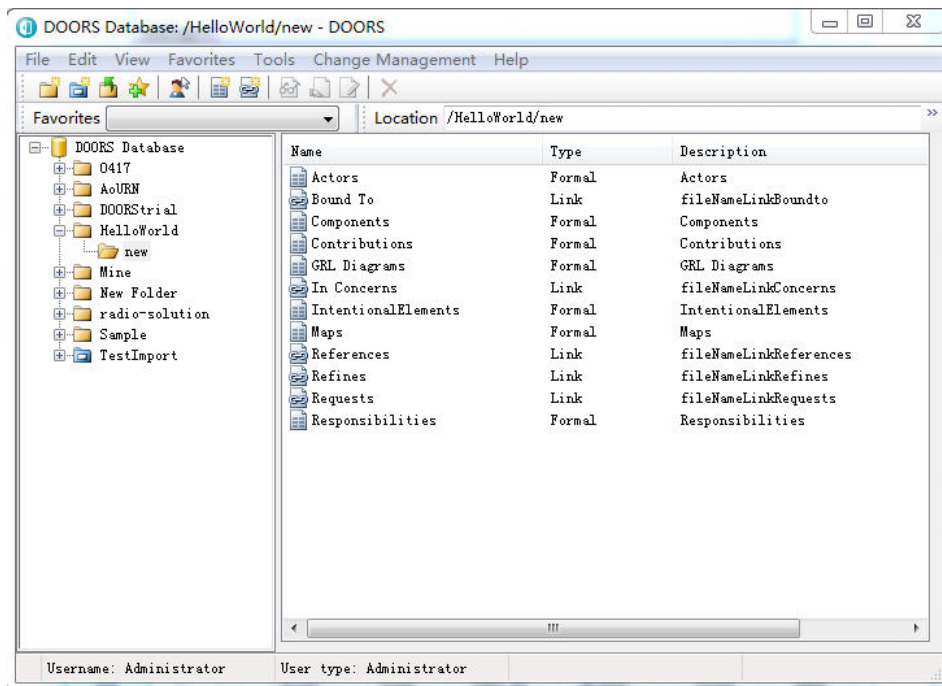 DOORS Database: /HelloWorld/new - DOORS
File Edit View Favorites Tools Change Management Help
Favorites Location /HelloWorld/new
DOORS Database
0417
AoURN
DOORStrial
HelloWorld
new
Mine
New Folder
radio-solution
Sample
TestImport
Name Type Description
Actors Formal Actors
Bound To Link fileNameLinkBoundto
Components Formal Components
Contributions Formal Contributions
GRL Diagrams Formal GRL Diagrams
In Concerns Link fileNameLinkConcerns
IntentionalElements Formal IntentionalElements
Maps Formal Maps
References Link fileNameLinkReferences
Refines Link fileNameLinkRefines
Requests Link fileNameLinkRequests
Responsibilities Formal Responsibilities
Username: Administrator User type: Administrator